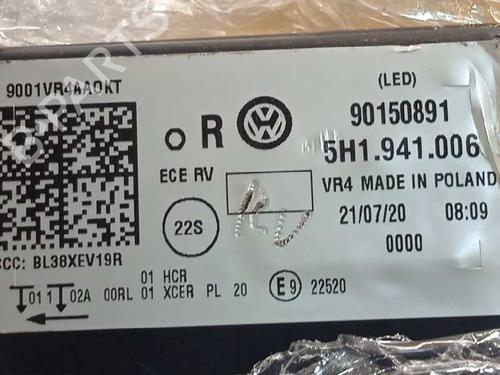 9001VR4AAOKT
(LED)
90150891
R
5H1.941.006
ECE RV
VR4 MADE IN POLAND
22S
21/07/20 08:09
0000
CCC: BL38XEV19R
01 HCR
01 1 02A 00RL 01 XCER PL 20 E9 22520
B-PARTS